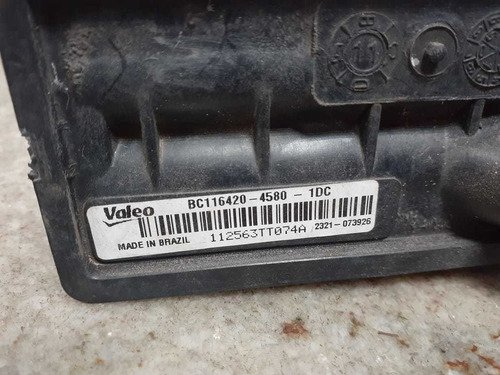 BC116420-4580-1DC
Valeo
MADE IN BRAZIL
112563TT074A 2321-073926